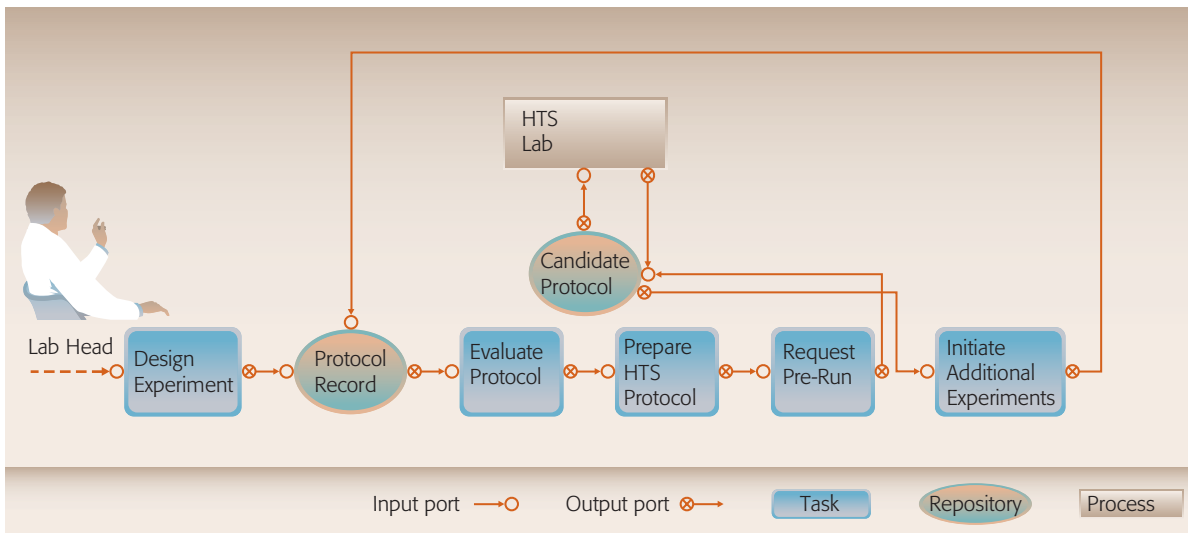 HTS
Lab
Candidate
Protocol
Lab Head
Design
Experiment
Protocol
Record
Evaluate
Protocol
Prepare
HTS
Protocol
Request
Pre-Run
Initiate
Additional
Experiments
Input port
Output port
Task
Repository
Process